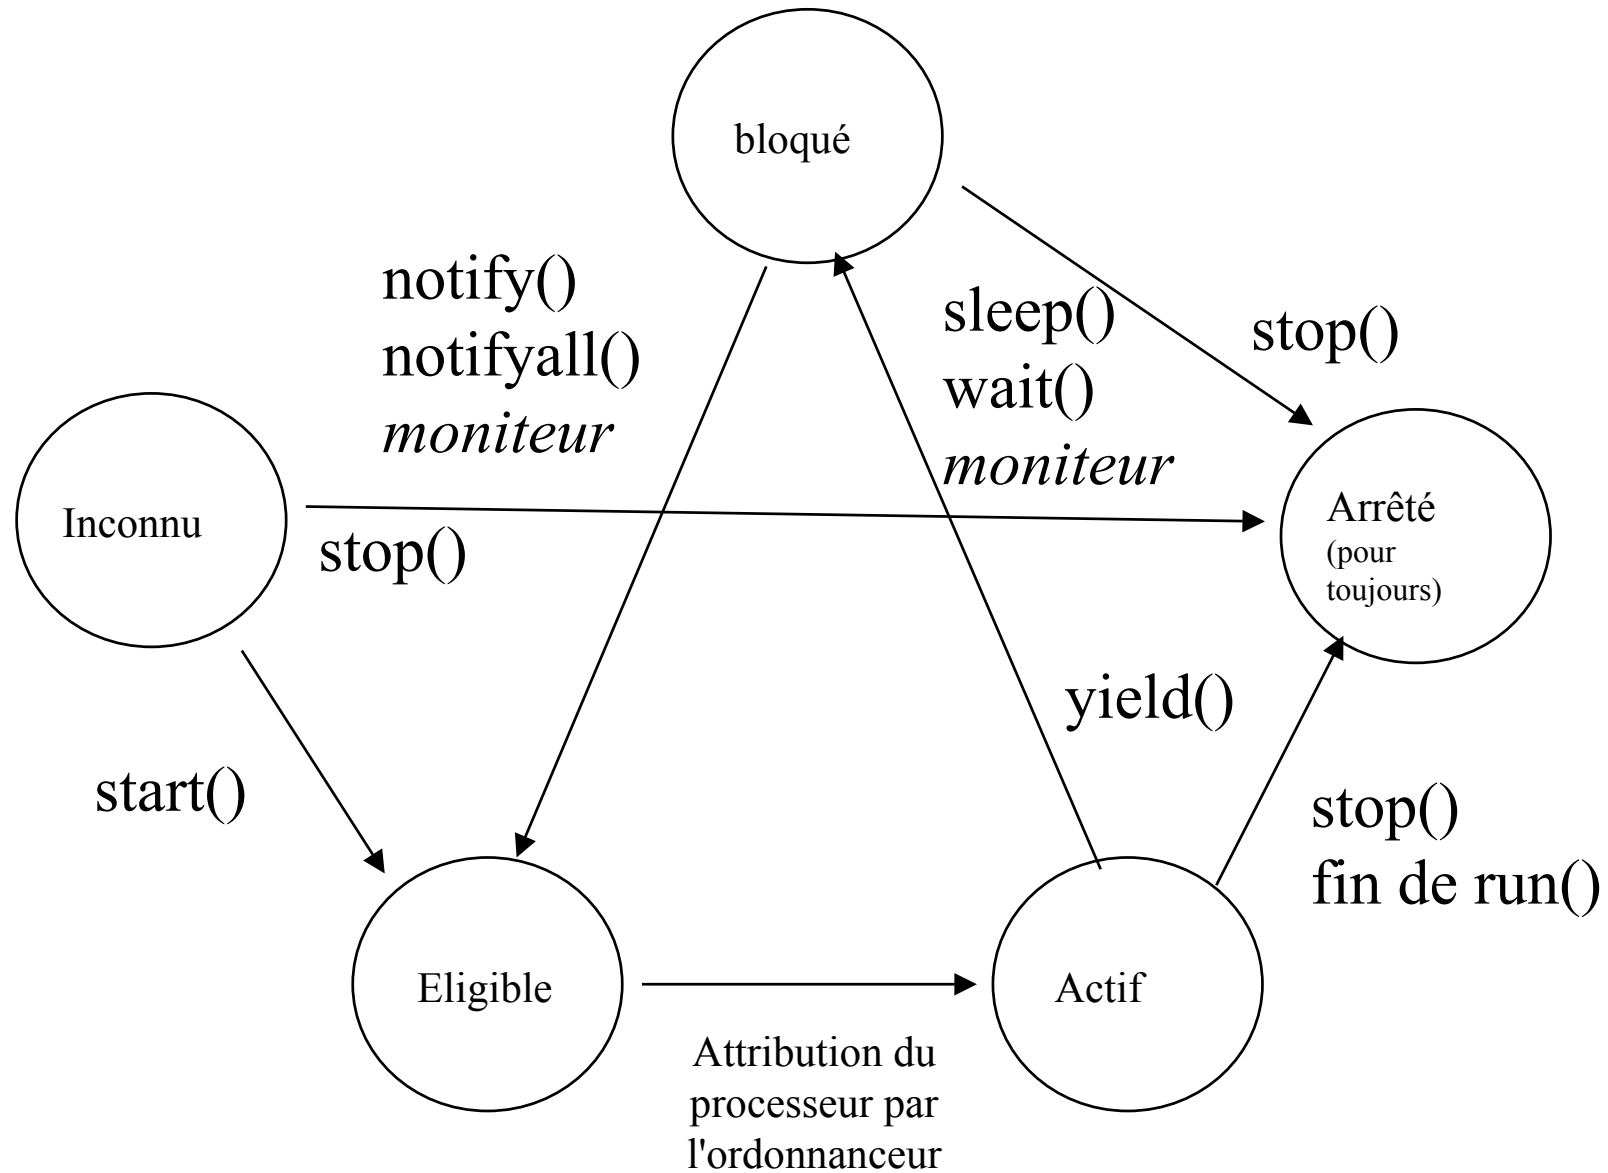 bloqué
notify()
notifyall()
moniteur
sleep()
wait()
moniteur
stop()
Inconnu
stop()
Arrêté
(pour
toujours)
yield()
start()
stop()
fin de run()
Eligible
Actif
Attribution du
processeur par
l'ordonnanceur